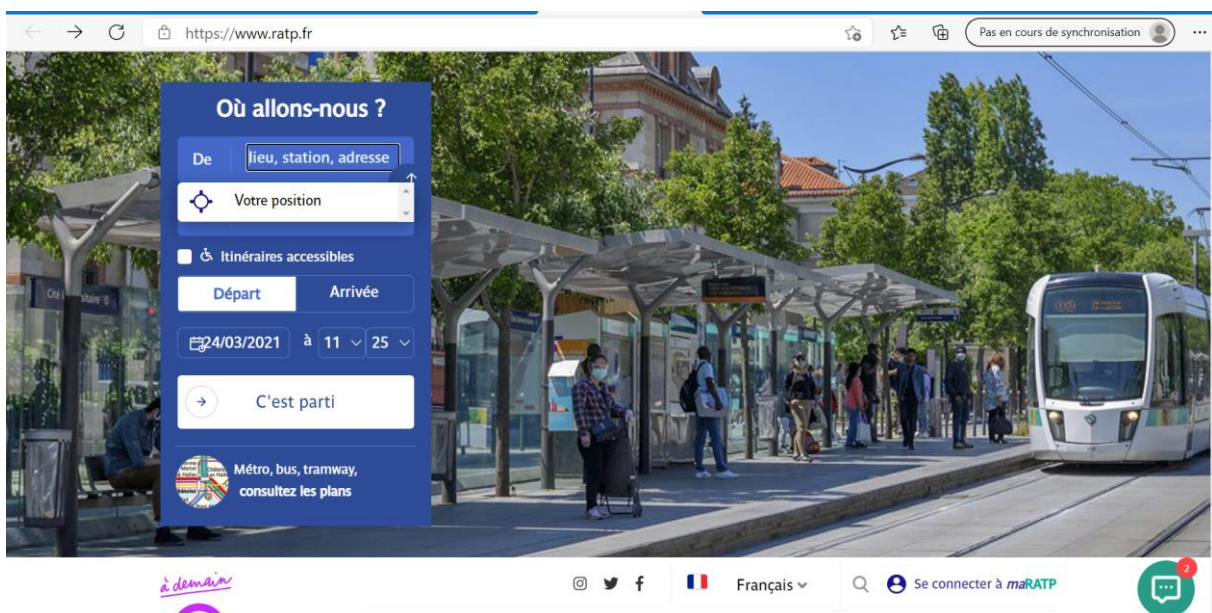 https://www.ratp.fr
Pas en cours de synchronisation
Où allons-nous ?
De
lieu, station, adresse
Votre position
Itinéraires accessibles
Départ
Arrivée
24/03/2021 à 11 25
C'est parti
Métro, bus, tramway,
consultez les plans
à demain
Français
Se connecter à maRATP
2